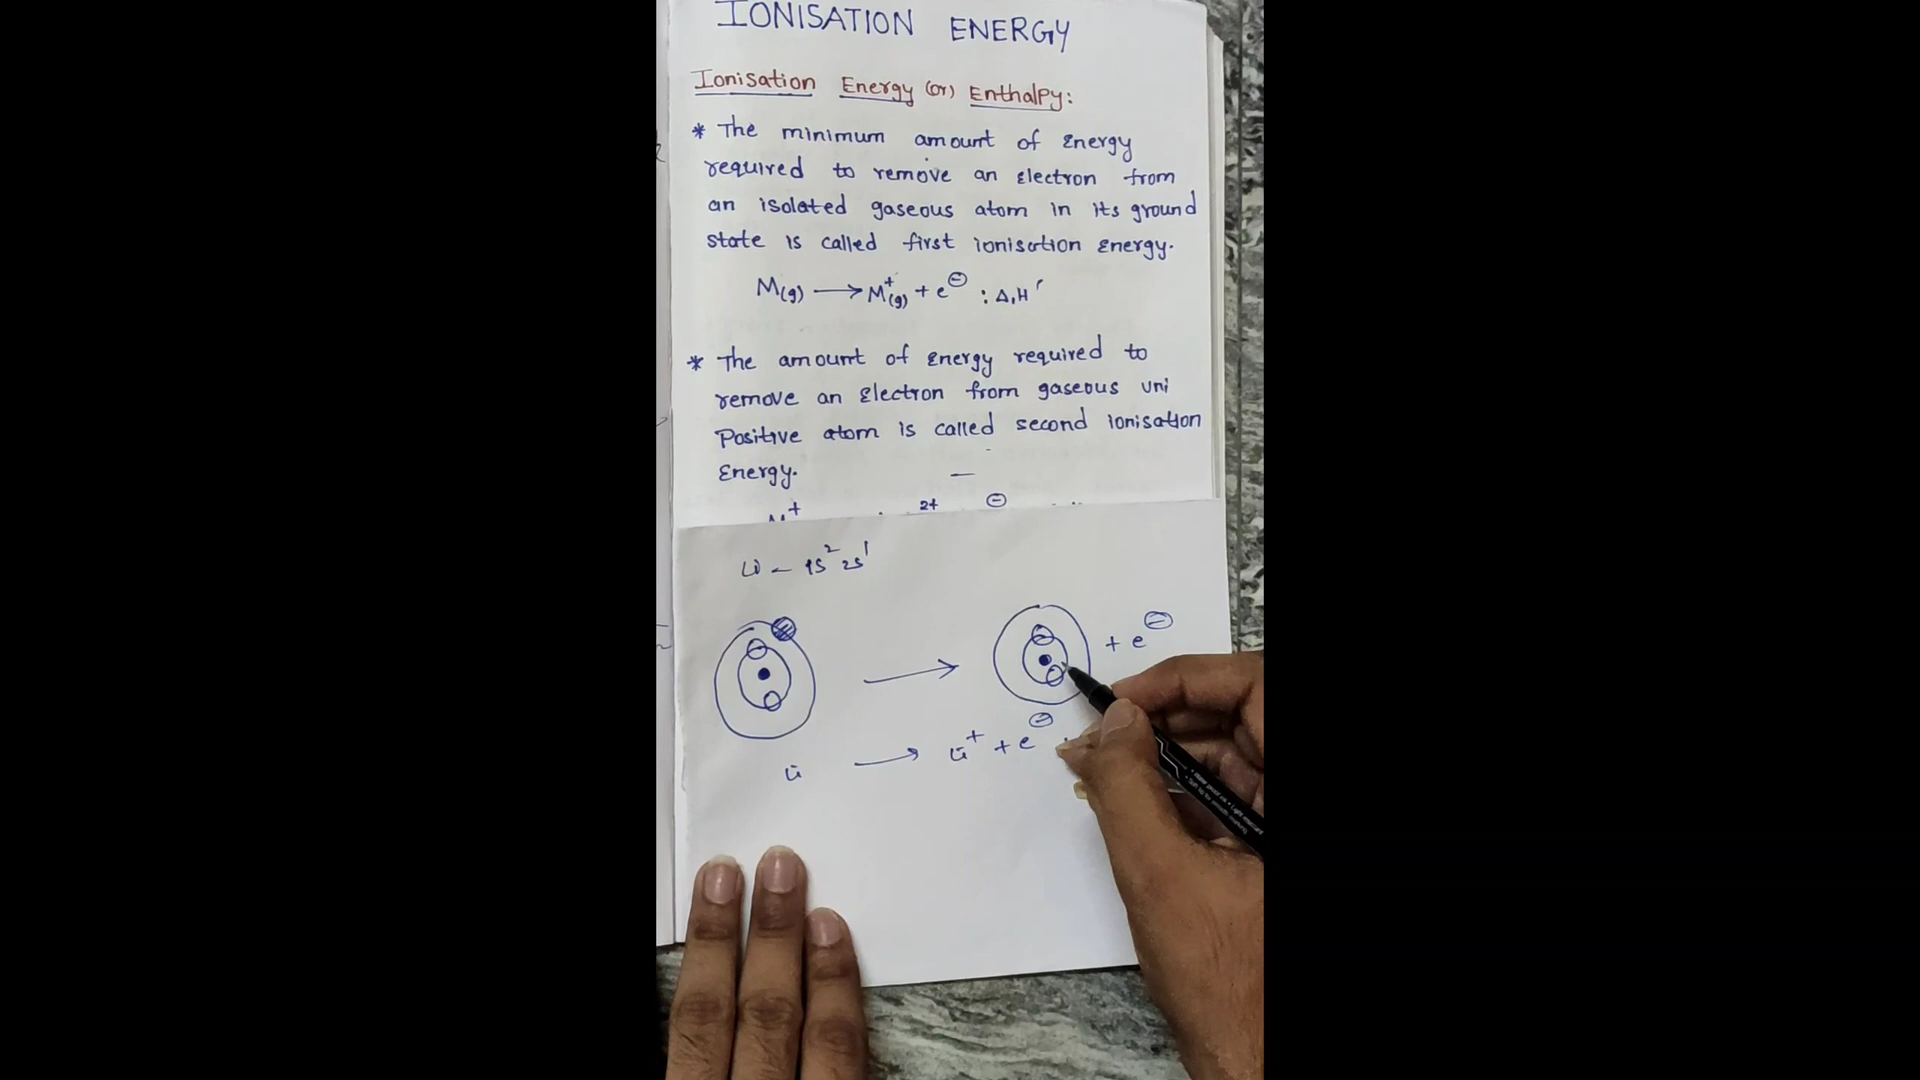 IONISATION ENERGY
Ionisation Energy (or) Enthalpy:
* The minimum amount of Energy
required to remove an Electron from
an isolated gaseous atom in its ground
state is called first ionisation Energy.
M(g) ⟶ M⁺(g) + e⊖ : Δ,H
* The amount of Energy required to
remove an Electron from gaseous uni
Positive atom is called second ionisation
Energy.
2+ ⊖
Li - 1s² 2s¹
⟶ + e⊖
Li ⟶ Li⁺ + e⊖